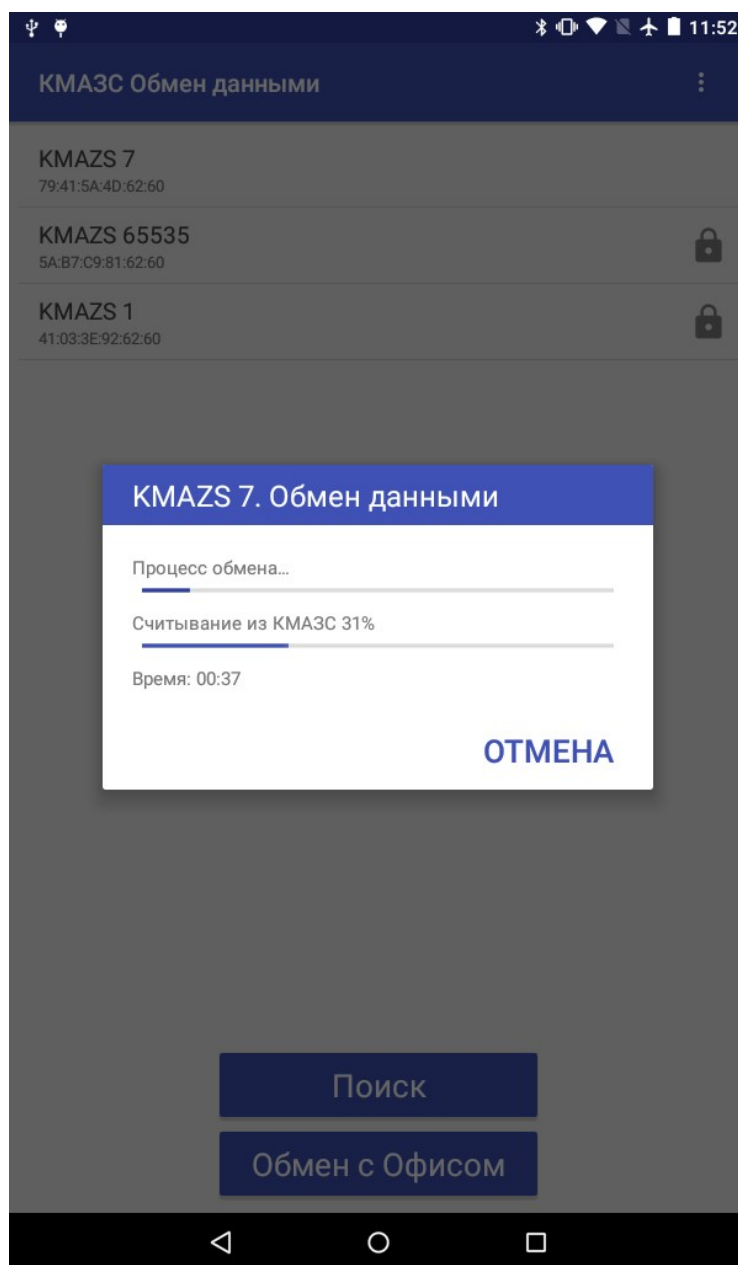 11:52
КМАЗС Обмен данными
KMAZS 7
79:41:5A:4D:62:60
KMAZS 65535
5A:B7:C9:81:62:60
KMAZS 1
41:03:3E:92:62:60
KMAZS 7. Обмен данными
Процесс обмена...
Считывание из КМАЗС 31%
Время: 00:37
ОТМЕНА
Поиск
Обмен с Офисом